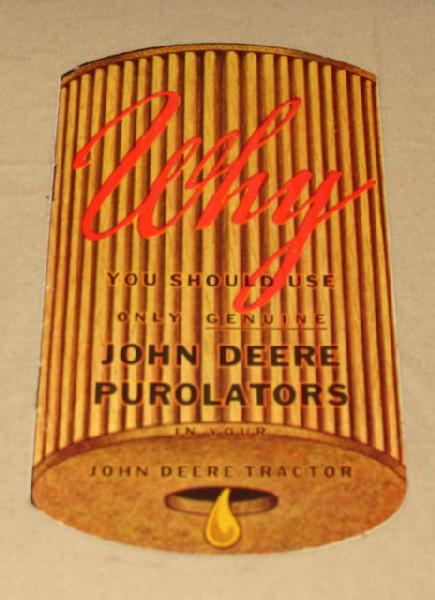 Why
YOU SHOULD USE
ONLY GENUINE
JOHN DEERE
PUROLATORS
IN YOUR
JOHN DEERE TRACTOR